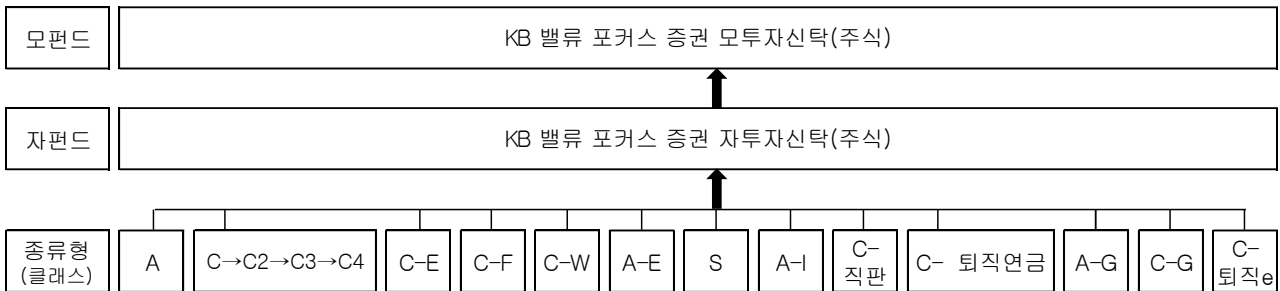 모펀드
KB 밸류 포커스 증권 모투자신탁(주식)
자펀드
KB 밸류 포커스 증권 자투자신탁(주식)
종류형
(클래스)
A
C→C2→C3→C4
C-E
C-F
C-W
A-E
S
A-I
C-
직판
C- 퇴직연금
A-G
C-G
C-
퇴직e